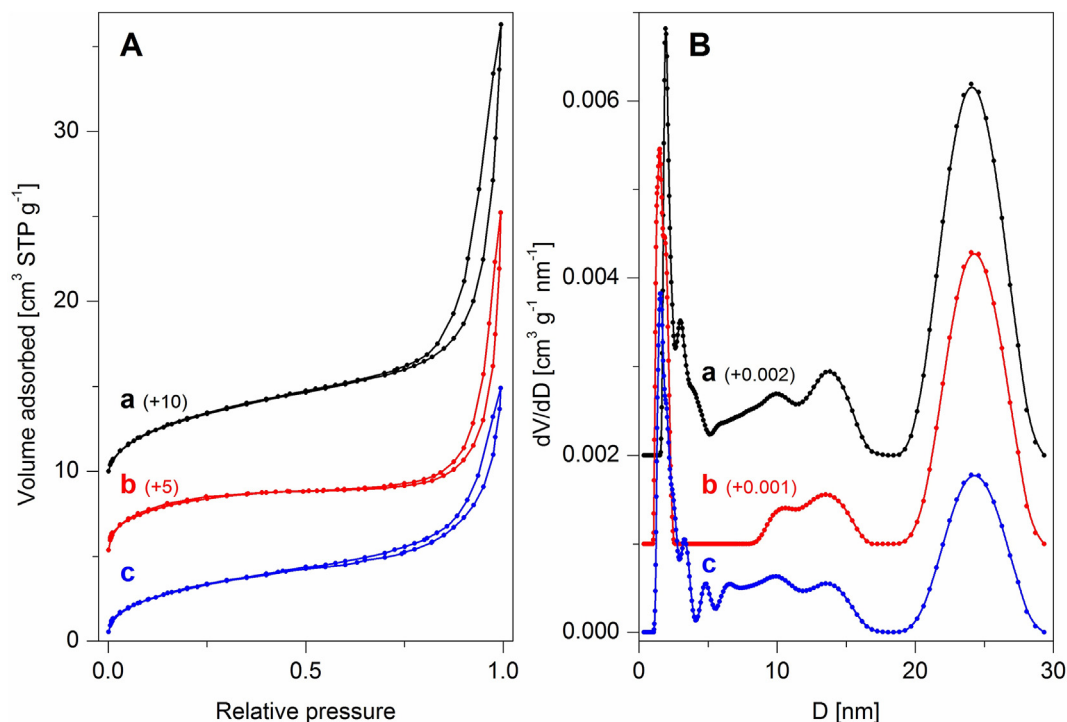 A
Volume adsorbed [cm³ STP g⁻¹]
30
20
10
0
a (+10)
b (+5)
c
0.0
0.5
1.0
Relative pressure
B
dV/dD [cm³ g⁻¹ nm⁻¹]
0.006
0.004
0.002
0.000
a (+0.002)
b (+0.001)
c
0
10
20
30
D [nm]